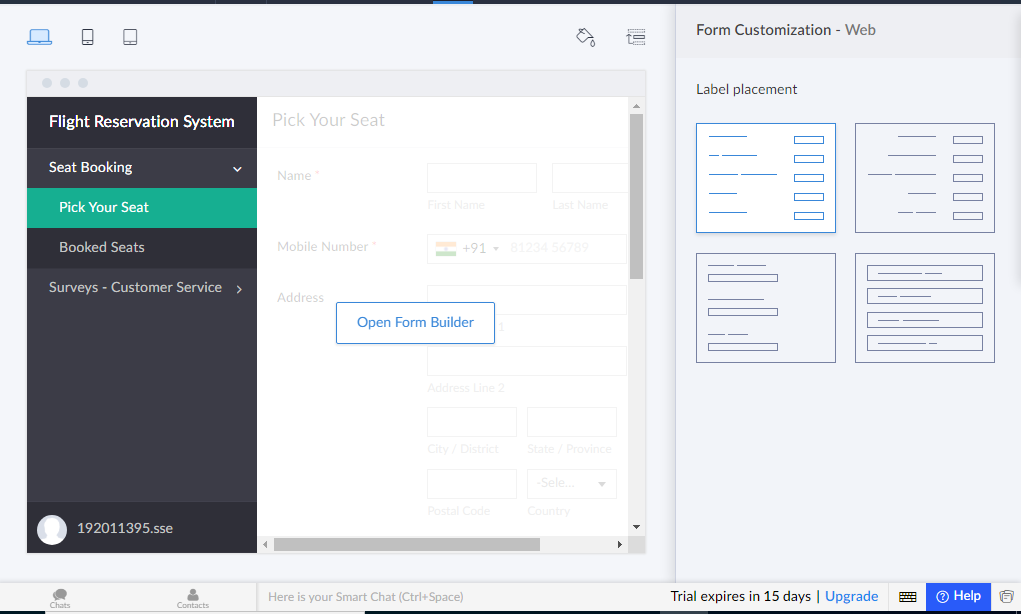 Form Customization - Web
Label placement
Flight Reservation System
Seat Booking
Pick Your Seat
Booked Seats
Surveys - Customer Service
192011395.sse
Pick Your Seat
Name *
First Name
Last Name
Mobile Number *
+91
81234 56789
Address
1
Open Form Builder
Address Line 2
City / District
State / Province
-Sele...
Postal Code
Country
Chats
Contacts
Here is your Smart Chat (Ctrl+Space)
Trial expires in 15 days | Upgrade
Help